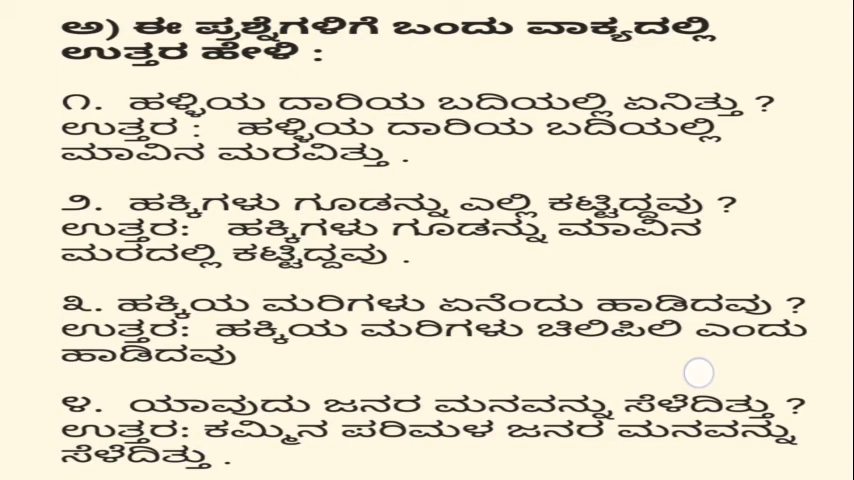 ಅ) ಈ ಪ್ರಶ್ನೆಗಳಿಗೆ ಒಂದು ವಾಕ್ಯದಲ್ಲಿ
ಉತ್ತರ ಹೇಳಿ :
೧. ಹಳ್ಳಿಯ ದಾರಿಯ ಬದಿಯಲ್ಲಿ ಏನಿತ್ತು ?
ಉತ್ತರ : ಹಳ್ಳಿಯ ದಾರಿಯ ಬದಿಯಲ್ಲಿ
ಮಾವಿನ ಮರವಿತ್ತು .
೨. ಹಕ್ಕಿಗಳು ಗೂಡನ್ನು ಎಲ್ಲಿ ಕಟ್ಟಿದ್ದವು ?
ಉತ್ತರ: ಹಕ್ಕಿಗಳು ಗೂಡನ್ನು ಮಾವಿನ
ಮರದಲ್ಲಿ ಕಟ್ಟಿದ್ದವು .
೩. ಹಕ್ಕಿಯ ಮರಿಗಳು ಏನೆಂದು ಹಾಡಿದವು ?
ಉತ್ತರ: ಹಕ್ಕಿಯ ಮರಿಗಳು ಚಿಲಿಪಿಲಿ ಎಂದು
ಹಾಡಿದವು
೪. ಯಾವುದು ಜನರ ಮನವನ್ನು ಸೆಳೆದಿತ್ತು ?
ಉತ್ತರ: ಕಮ್ಮಿನ ಪರಿಮಳ ಜನರ ಮನವನ್ನು
ಸೆಳೆದಿತ್ತು .